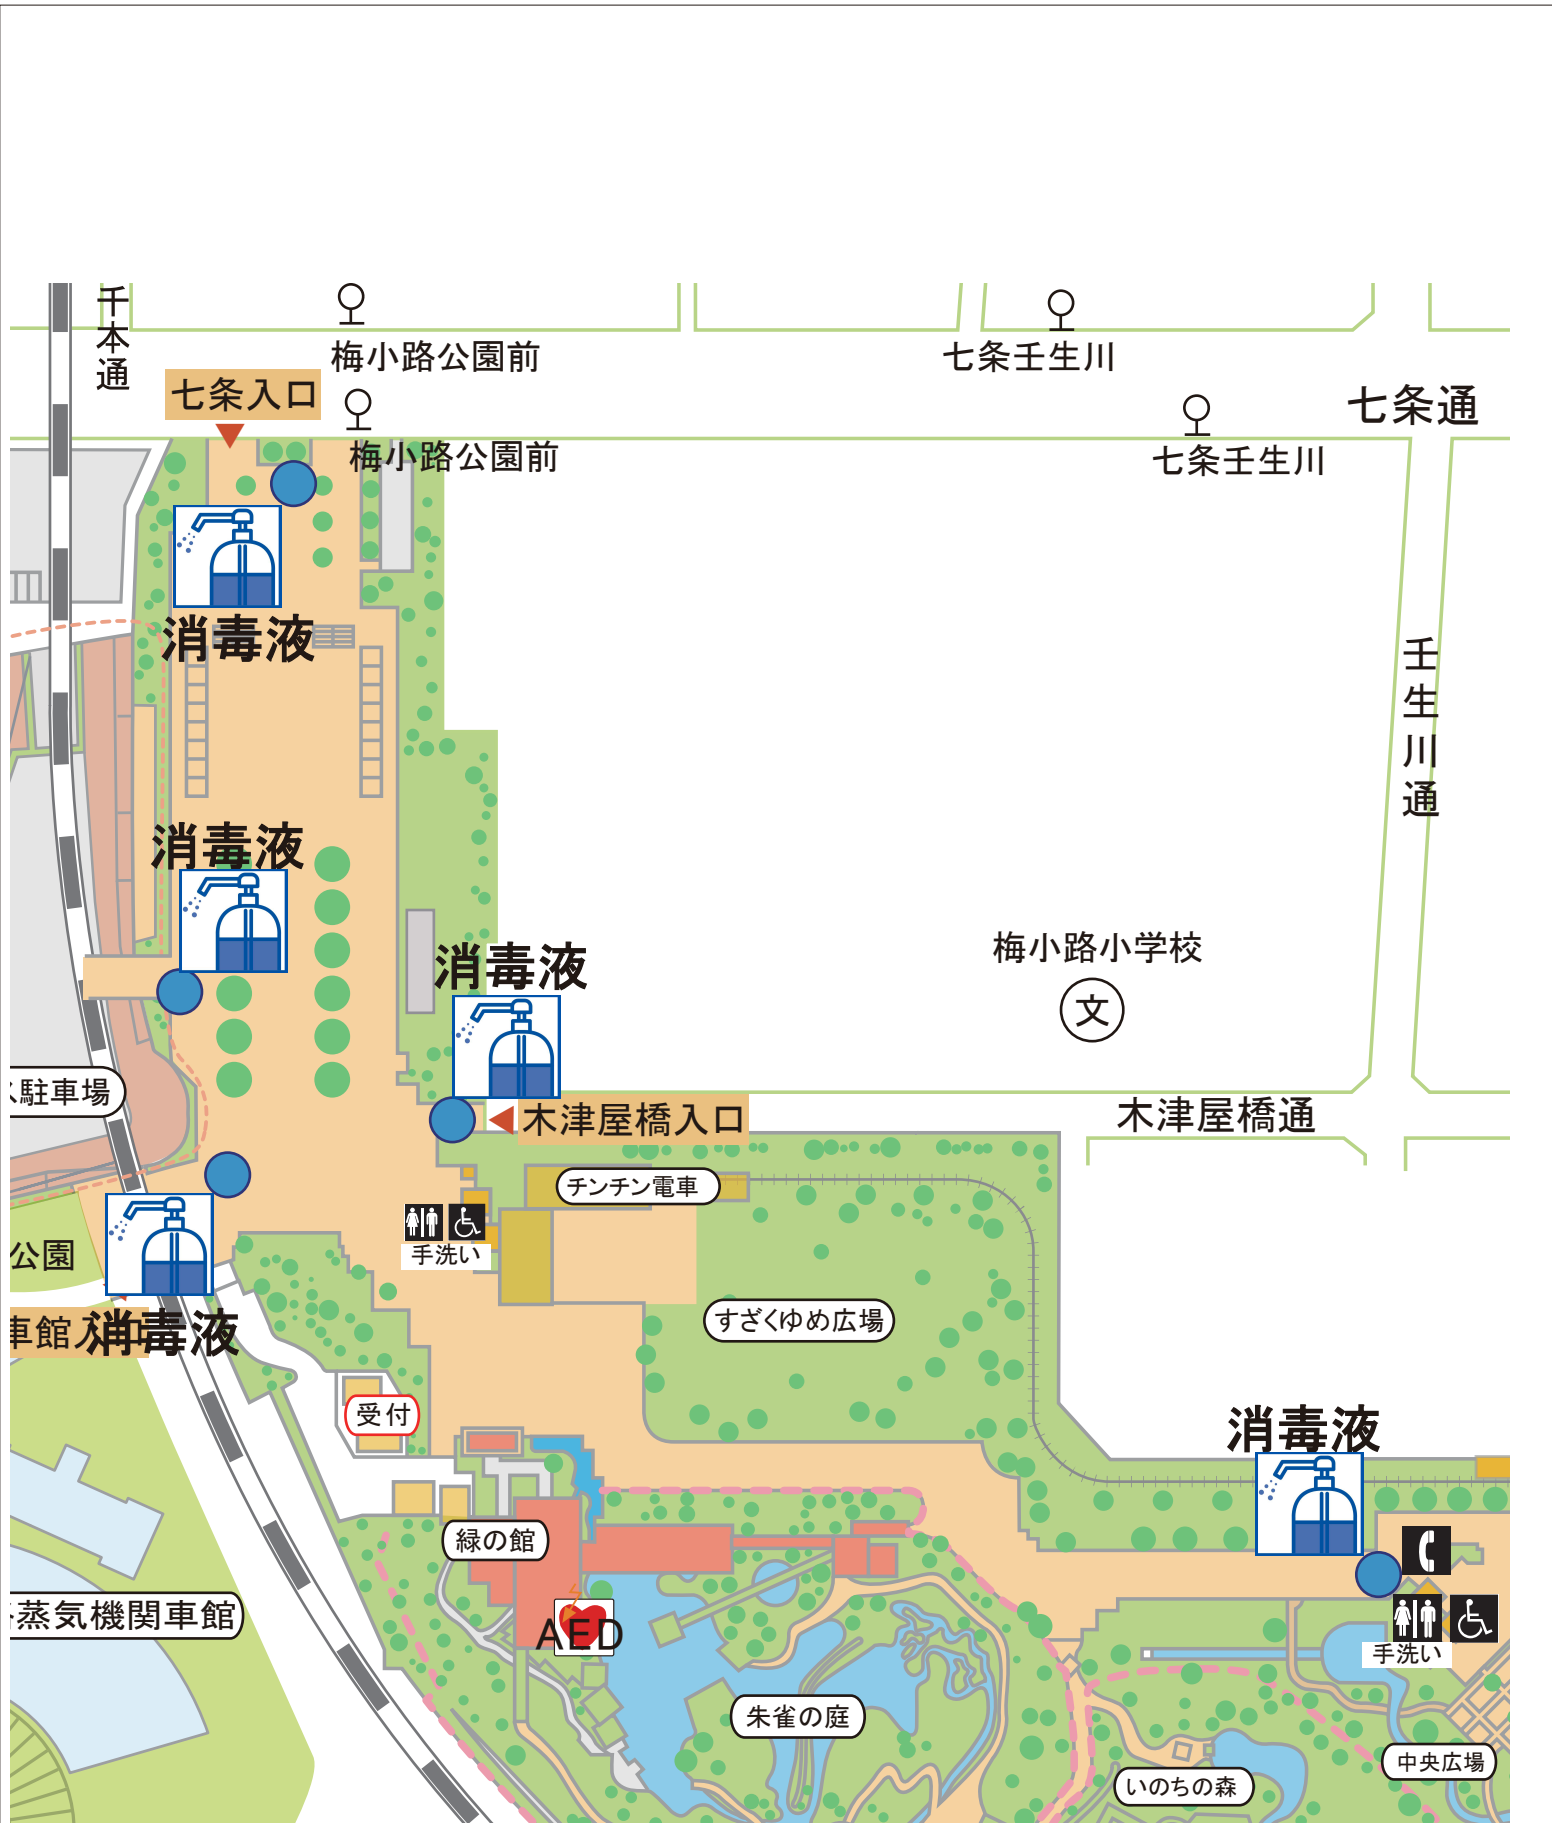 千本通
梅小路公園前
七条壬生川
七条入口
七条通
梅小路公園前
七条壬生川
消毒液
壬生川通
消毒液
消毒液
梅小路小学校
文
駐車場
木津屋橋入口
木津屋橋通
チンチン電車
手洗い
公園
すざくゆめ広場
車館入口
消毒液
受付
消毒液
緑の館
蒸気機関車館
AED
手洗い
朱雀の庭
中央広場
いのちの森